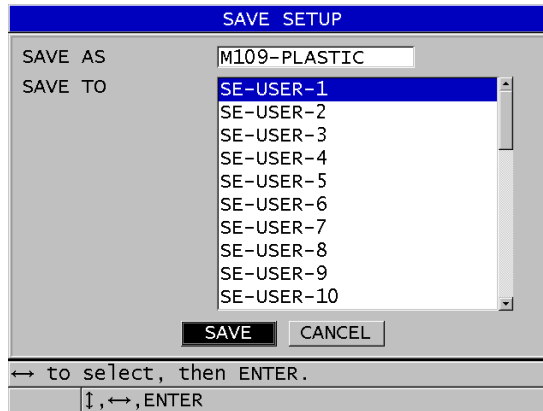 SAVE SETUP
SAVE AS M109-PLASTIC
SAVE TO SE-USER-1
SE-USER-2
SE-USER-3
SE-USER-4
SE-USER-5
SE-USER-6
SE-USER-7
SE-USER-8
SE-USER-9
SE-USER-10
SAVE CANCEL
↔ to select, then ENTER.
↕,↔,ENTER